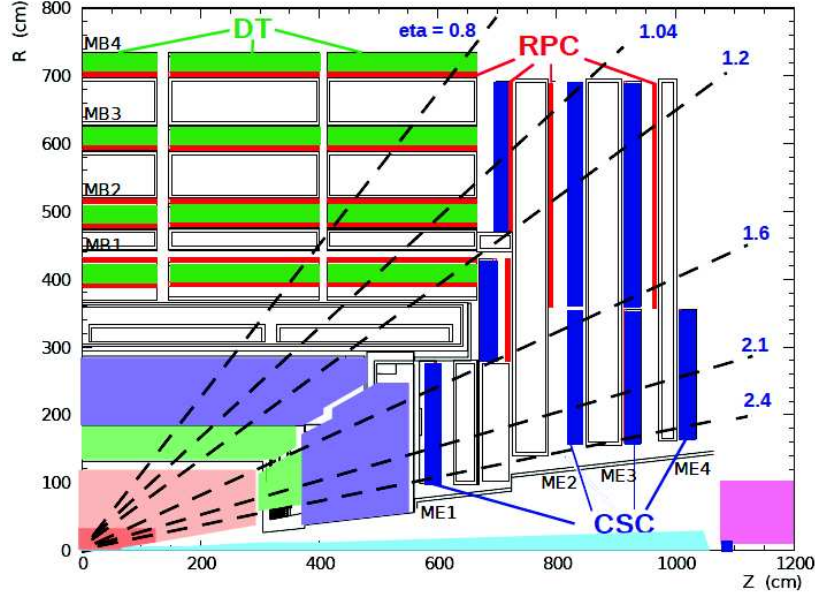 R (cm)
800
700
600
500
400
300
200
100
0
0
200
400
600
800
1000
1200
Z (cm)
MB4
MB3
MB2
MB1
DT
eta = 0.8
1.04
1.2
1.6
2.1
2.4
RPC
ME1
ME2
ME3
ME4
CSC